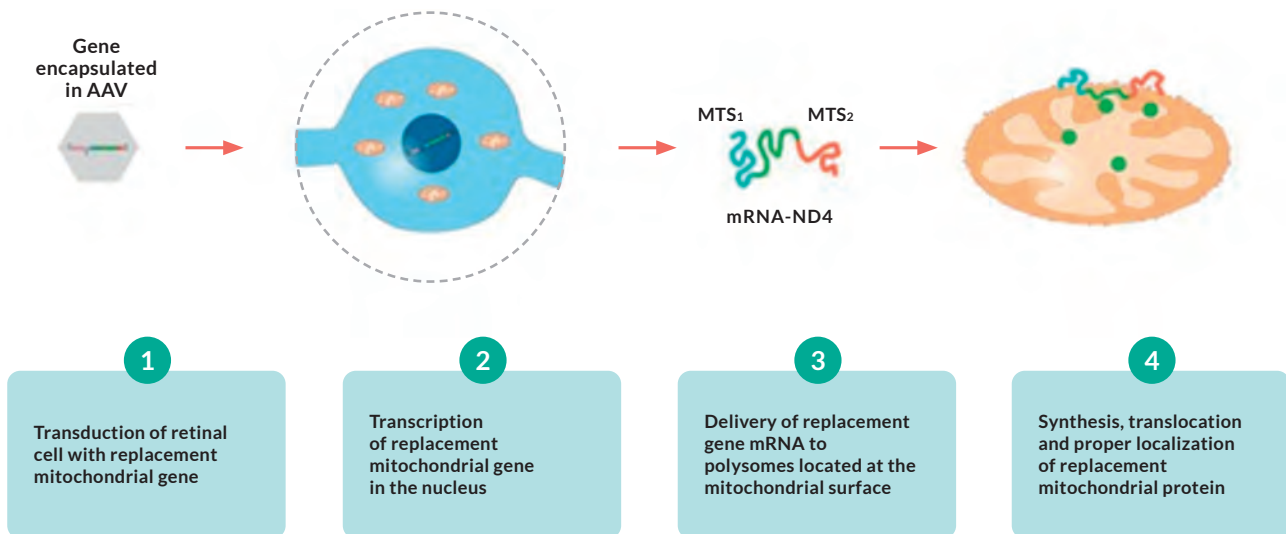 Gene
encapsulated
in AAV
MTS1 MTS2
mRNA-ND4
1
Transduction of retinal
cell with replacement
mitochondrial gene
2
Transcription
of replacement
mitochondrial gene
in the nucleus
3
Delivery of replacement
gene mRNA to
polysomes located at the
mitochondrial surface
4
Synthesis, translocation
and proper localization
of replacement
mitochondrial protein